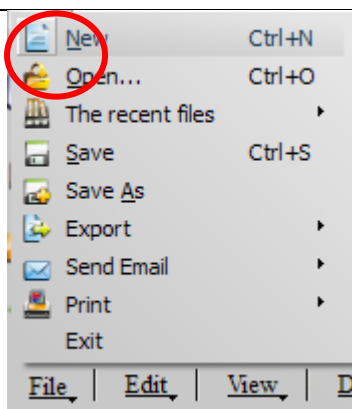 New Ctrl+N
Open... Ctrl+O
The recent files
Save Ctrl+S
Save As
Export
Send Email
Print
Exit
File Edit View D